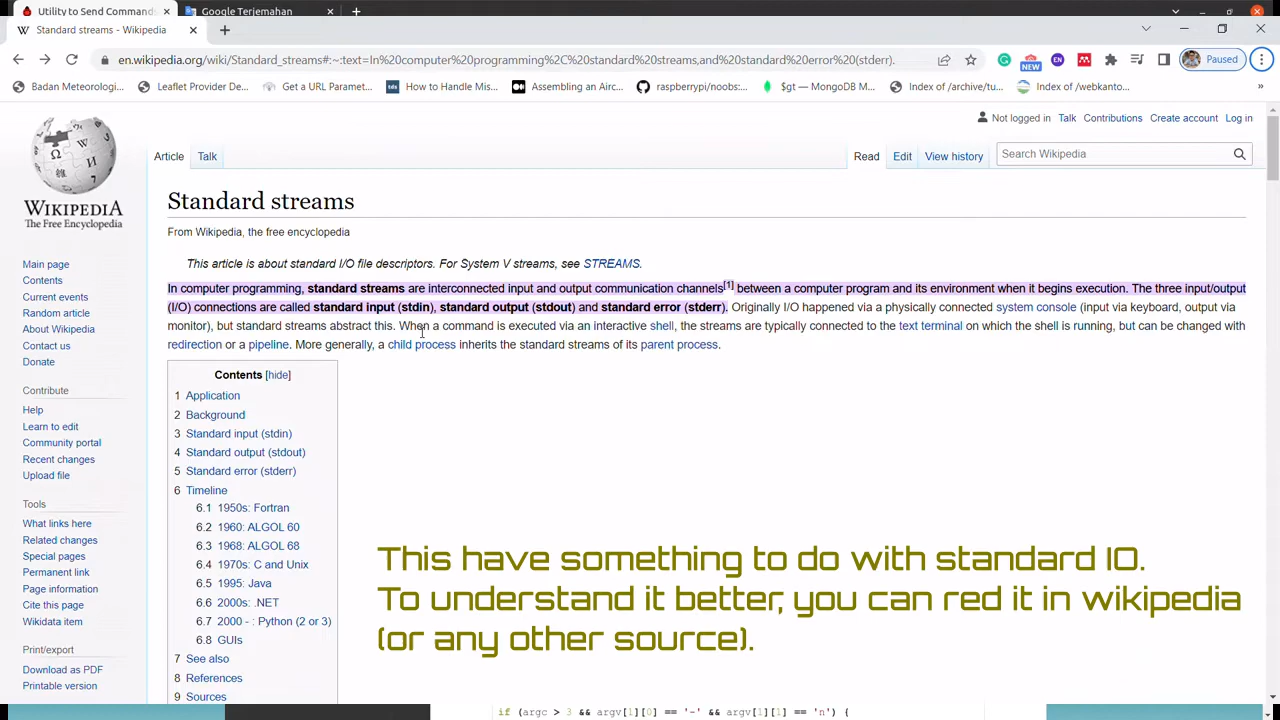 Utility to Send Commands
Google Terjemahan
Standard streams - Wikipedia
en.wikipedia.org/wiki/Standard_streams#:~:text=In%20computer%20programming%2C%20standard%20streams,and%20standard%20error%20(stderr).
NEW
EN
Paused
Badan Meteorologi...
Leaflet Provider De...
Get a URL Paramet...
tds
How to Handle Mis...
Assembling an Airc...
raspberrypi/noobs:...
$gt — MongoDB M...
Index of /archive/tu...
Index of /webkanto...
»
Not logged in Talk Contributions Create account Log in
Article Talk
Read Edit View history
Search Wikipedia
WIKIPEDIA
The Free Encyclopedia
Main page
Contents
Current events
Random article
About Wikipedia
Contact us
Donate
Contribute
Help
Learn to edit
Community portal
Recent changes
Upload file
Tools
What links here
Related changes
Special pages
Permanent link
Page information
Cite this page
Wikidata item
Print/export
Download as PDF
Printable version
Standard streams
From Wikipedia, the free encyclopedia
This article is about standard I/O file descriptors. For System V streams, see STREAMS.
In computer programming, standard streams are interconnected input and output communication channels[1] between a computer program and its environment when it begins execution. The three input/output
(I/O) connections are called standard input (stdin), standard output (stdout) and standard error (stderr). Originally I/O happened via a physically connected system console (input via keyboard, output via
monitor), but standard streams abstract this. When a command is executed via an interactive shell, the streams are typically connected to the text terminal on which the shell is running, but can be changed with
redirection or a pipeline. More generally, a child process inherits the standard streams of its parent process.
Contents [hide]
1 Application
2 Background
3 Standard input (stdin)
4 Standard output (stdout)
5 Standard error (stderr)
6 Timeline
6.1 1950s: Fortran
6.2 1960: ALGOL 60
6.3 1968: ALGOL 68
6.4 1970s: C and Unix
6.5 1995: Java
6.6 2000s: .NET
6.7 2000 - : Python (2 or 3)
6.8 GUIs
7 See also
8 References
9 Sources
This have something to do with standard IO.
To understand it better, you can red it in wikipedia
(or any other source).
if (argc > 3 && argv[1][0] == '-' && argv[1][1] == 'n') {